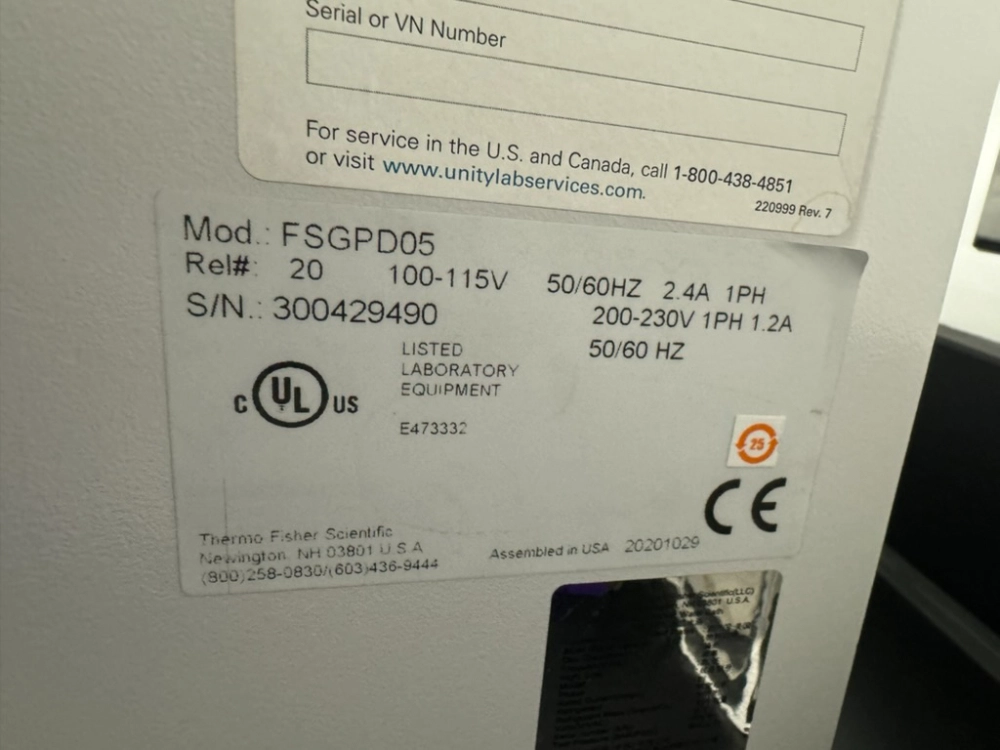 Serial or VN Number
For service in the U.S. and Canada, call 1-800-438-4851
or visit www.unitylabservices.com.
220999 Rev. 7
Mod.: FSGPD05
Rel#: 20 100-115V 50/60HZ 2.4A 1PH
S/N.: 300429490 200-230V 1PH 1.2A
50/60 HZ
LISTED
LABORATORY
EQUIPMENT
E473332
C UL US
25
CE
Thermo Fisher Scientific
Newington, NH 03801 U S A
(800)258-0830/(603)436-9444
Assembled in USA 20201029
U.S.A.